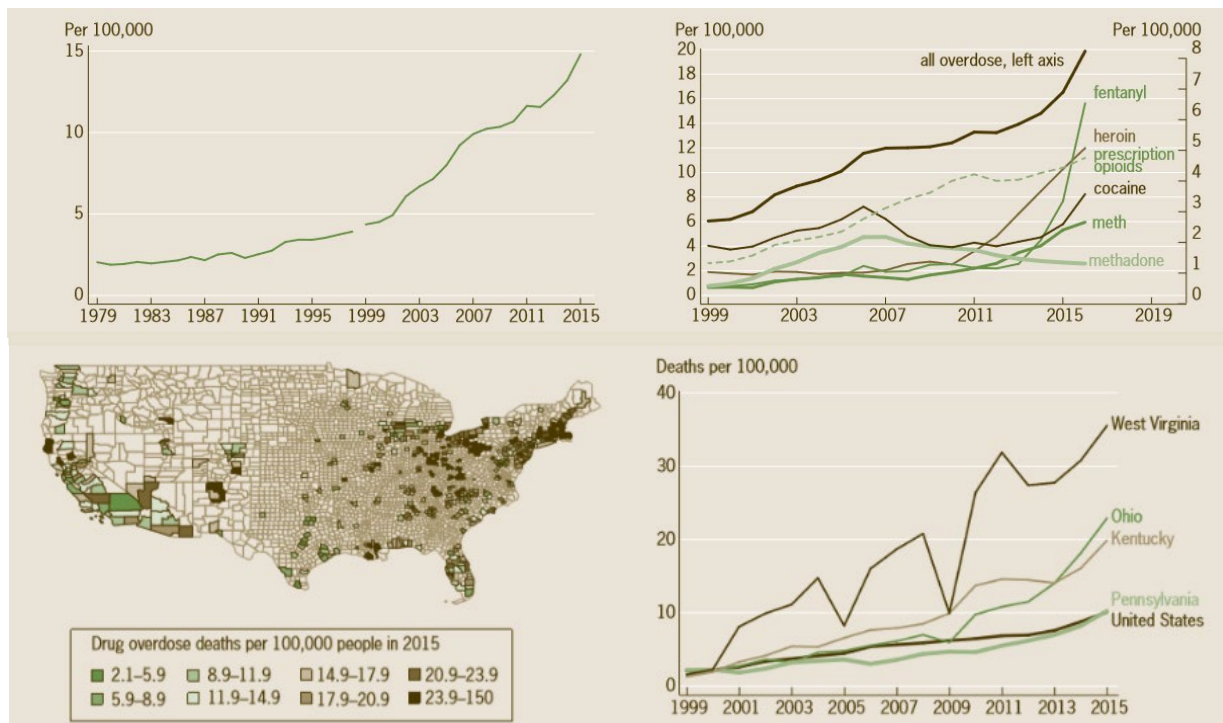 Per 100,000
15
10
5
0
1979 1983 1987 1991 1995 1999 2003 2007 2011 2015
Per 100,000 Per 100,000
20 8
18 7
16 6
14 5
12 4
10 3
8 2
6 1
4 0
2
0
all overdose, left axis
fentanyl
heroin
prescription
opioids
cocaine
meth
methadone
1999 2003 2007 2011 2015 2019
Drug overdose deaths per 100,000 people in 2015
2.1–5.9 8.9–11.9 14.9–17.9 20.9–23.9
5.9–8.9 11.9–14.9 17.9–20.9 23.9–150
Deaths per 100,000
40
30
20
10
0
West Virginia
Ohio
Kentucky
Pennsylvania
United States
1999 2001 2003 2005 2007 2009 2011 2013 2015